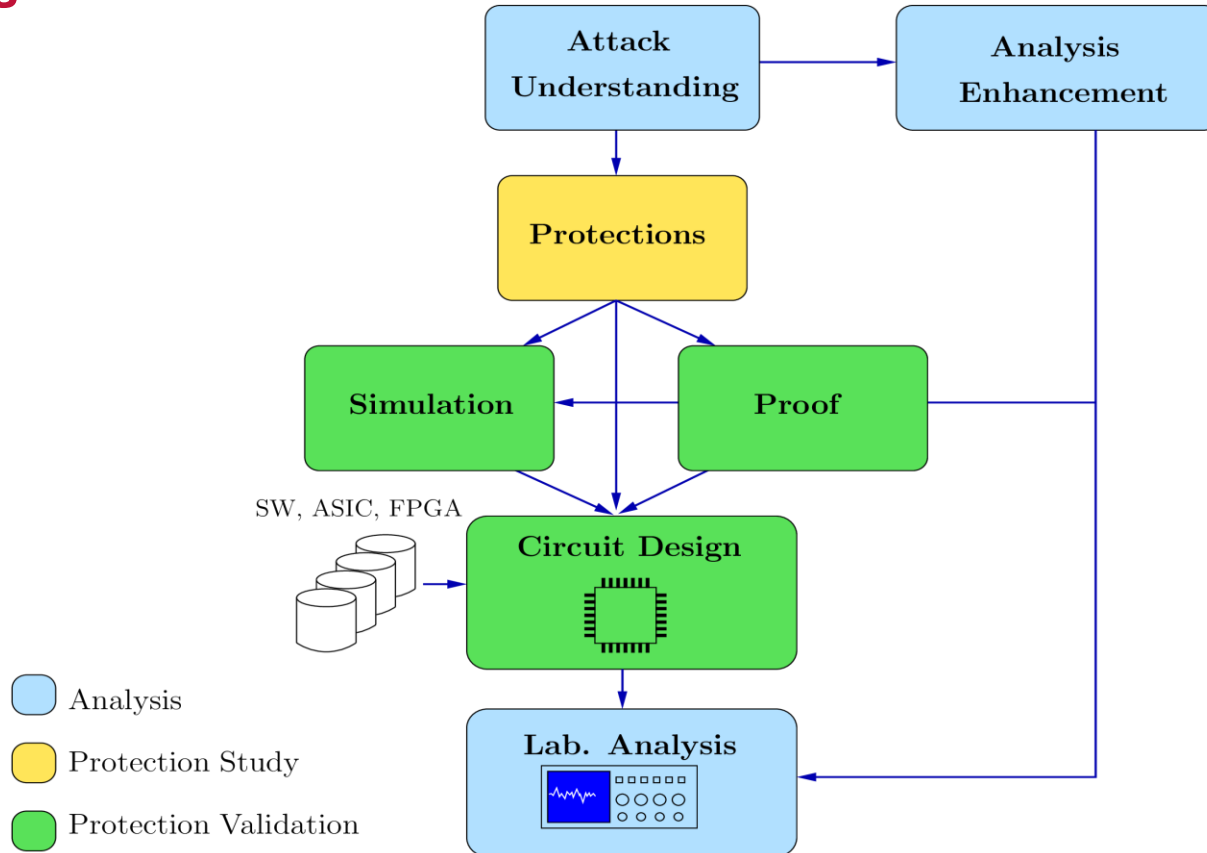 Attack
Understanding
Analysis
Enhancement
Protections
Simulation
Proof
SW, ASIC, FPGA
Circuit Design
Lab. Analysis
Analysis
Protection Study
Protection Validation